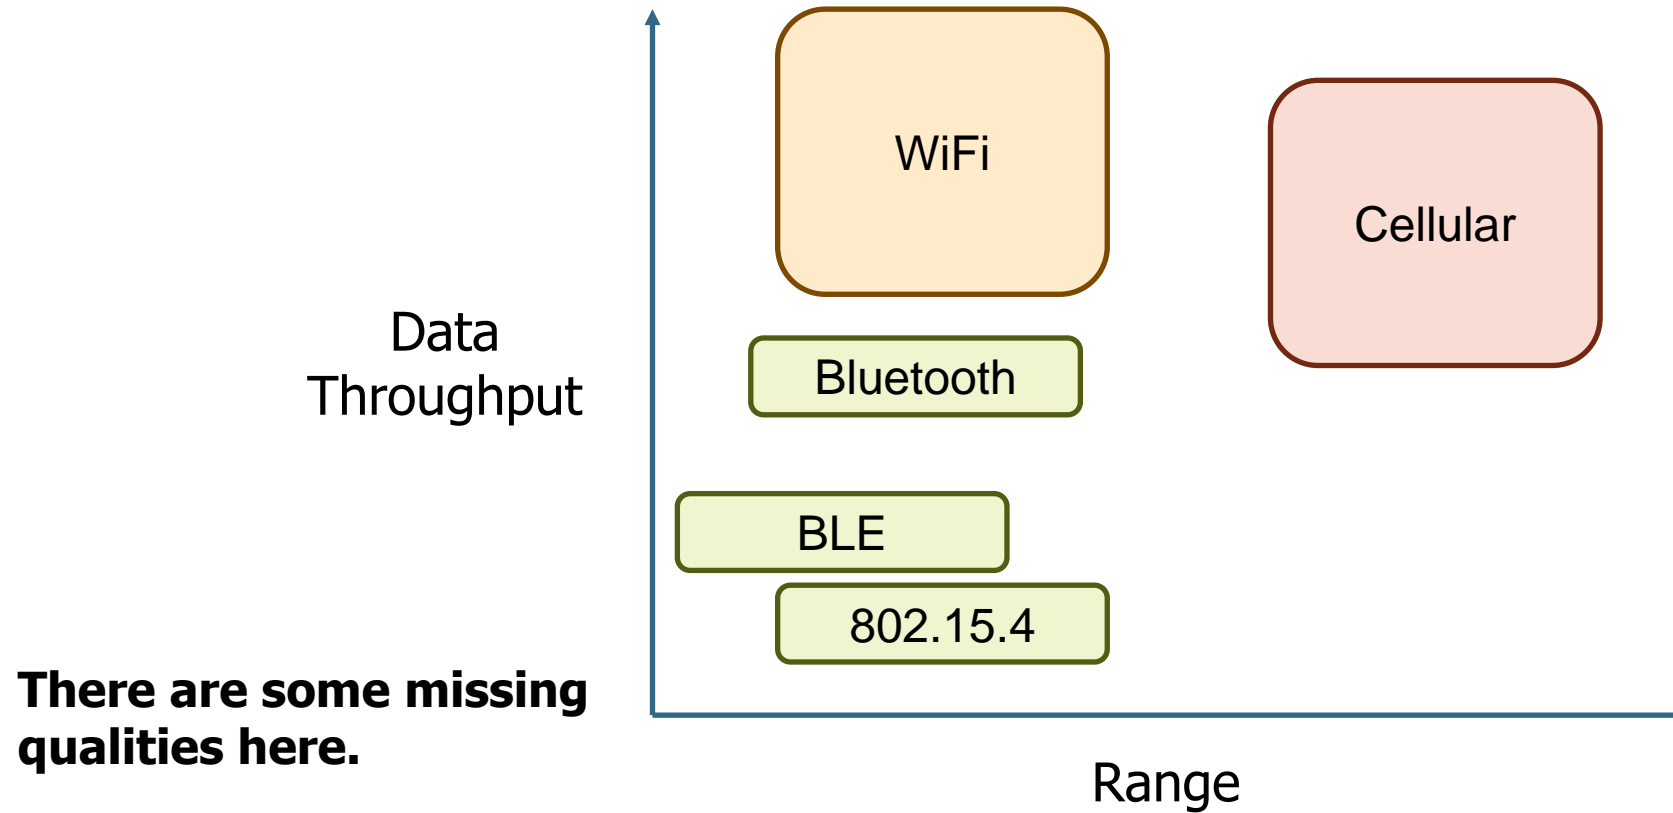 WiFi
Cellular
Data
Throughput
Bluetooth
BLE
802.15.4
There are some missing
qualities here.
Range